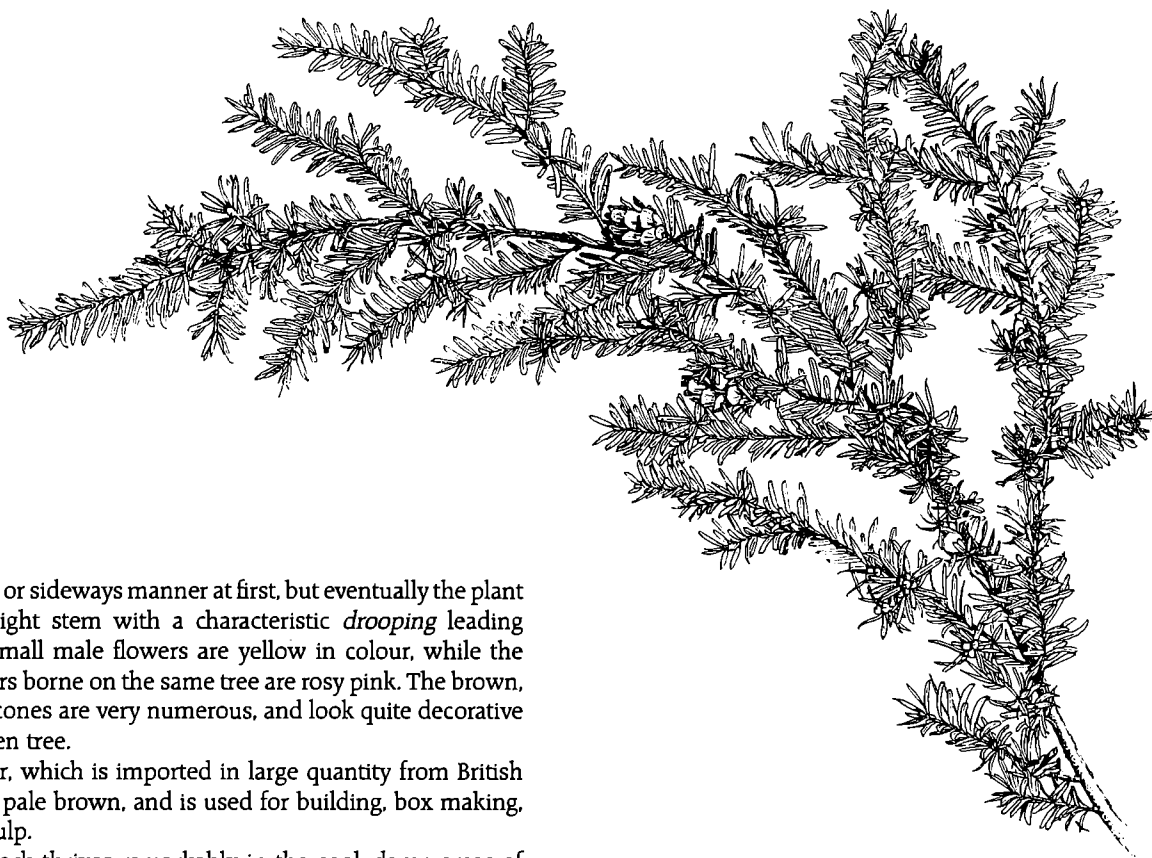 or sideways manner at first, but eventually the plant
ight stem with a characteristic drooping leading
mall male flowers are yellow in colour, while the
rs borne on the same tree are rosy pink. The brown,
cones are very numerous, and look quite decorative
en tree.
r, which is imported in large quantity from British
pale brown, and is used for building, box making,
ulp.